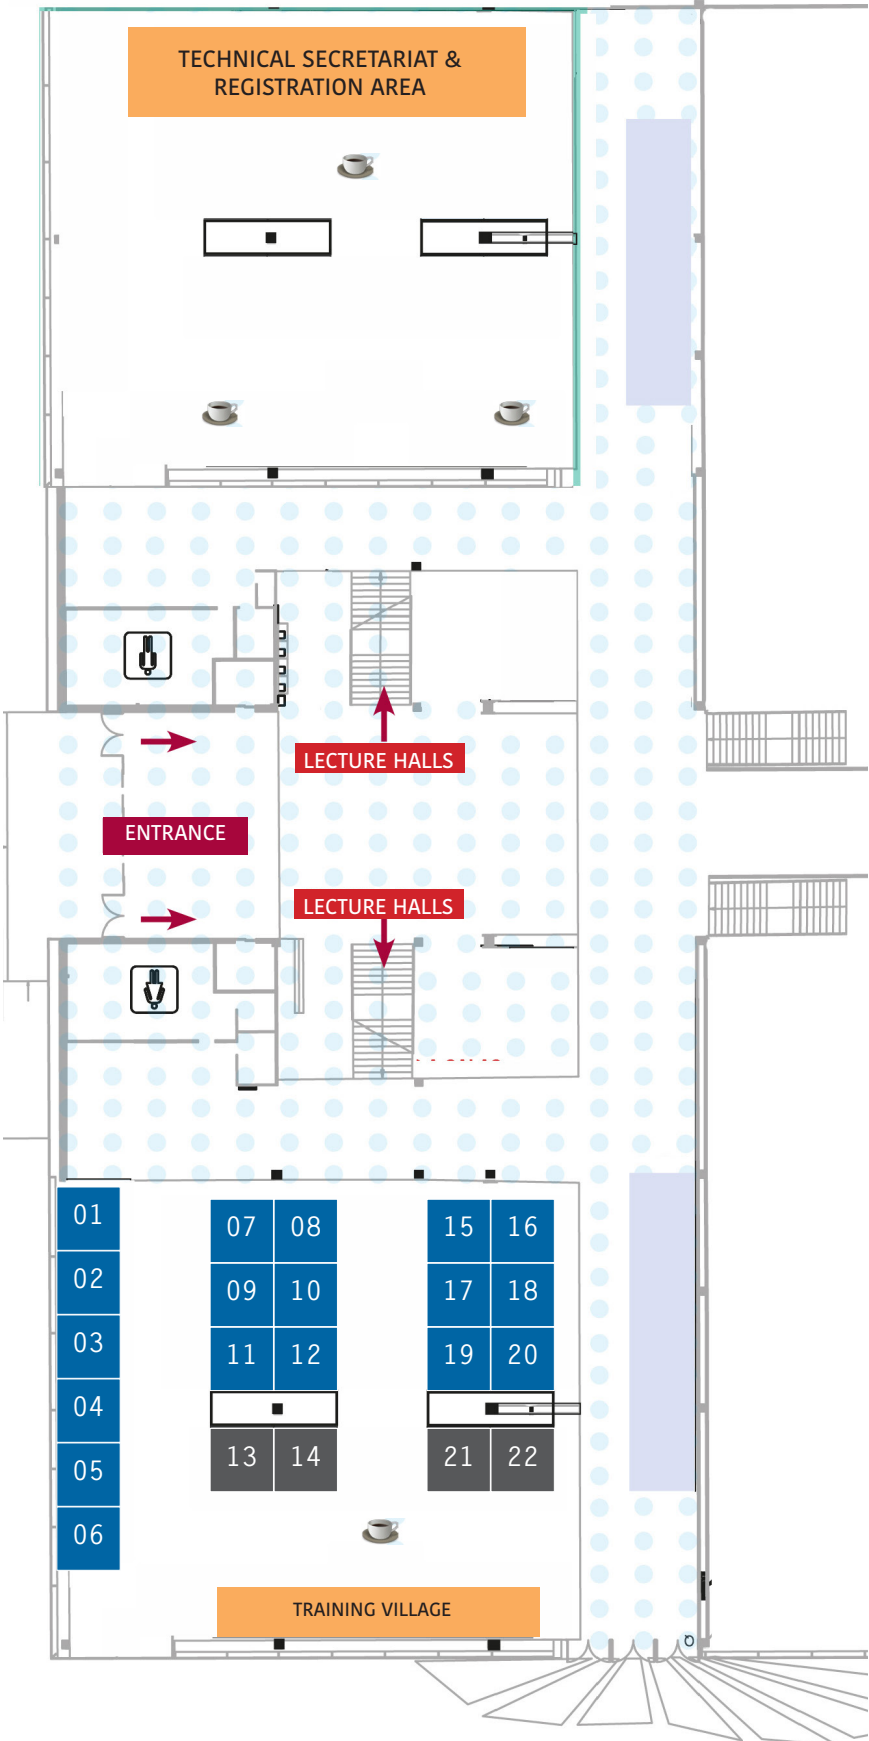 TECHNICAL SECRETARIAT &
REGISTRATION AREA
LECTURE HALLS
ENTRANCE
LECTURE HALLS
01
02
03
04
05
06
07 08
09 10
11 12
13 14
15 16
17 18
19 20
21 22
TRAINING VILLAGE